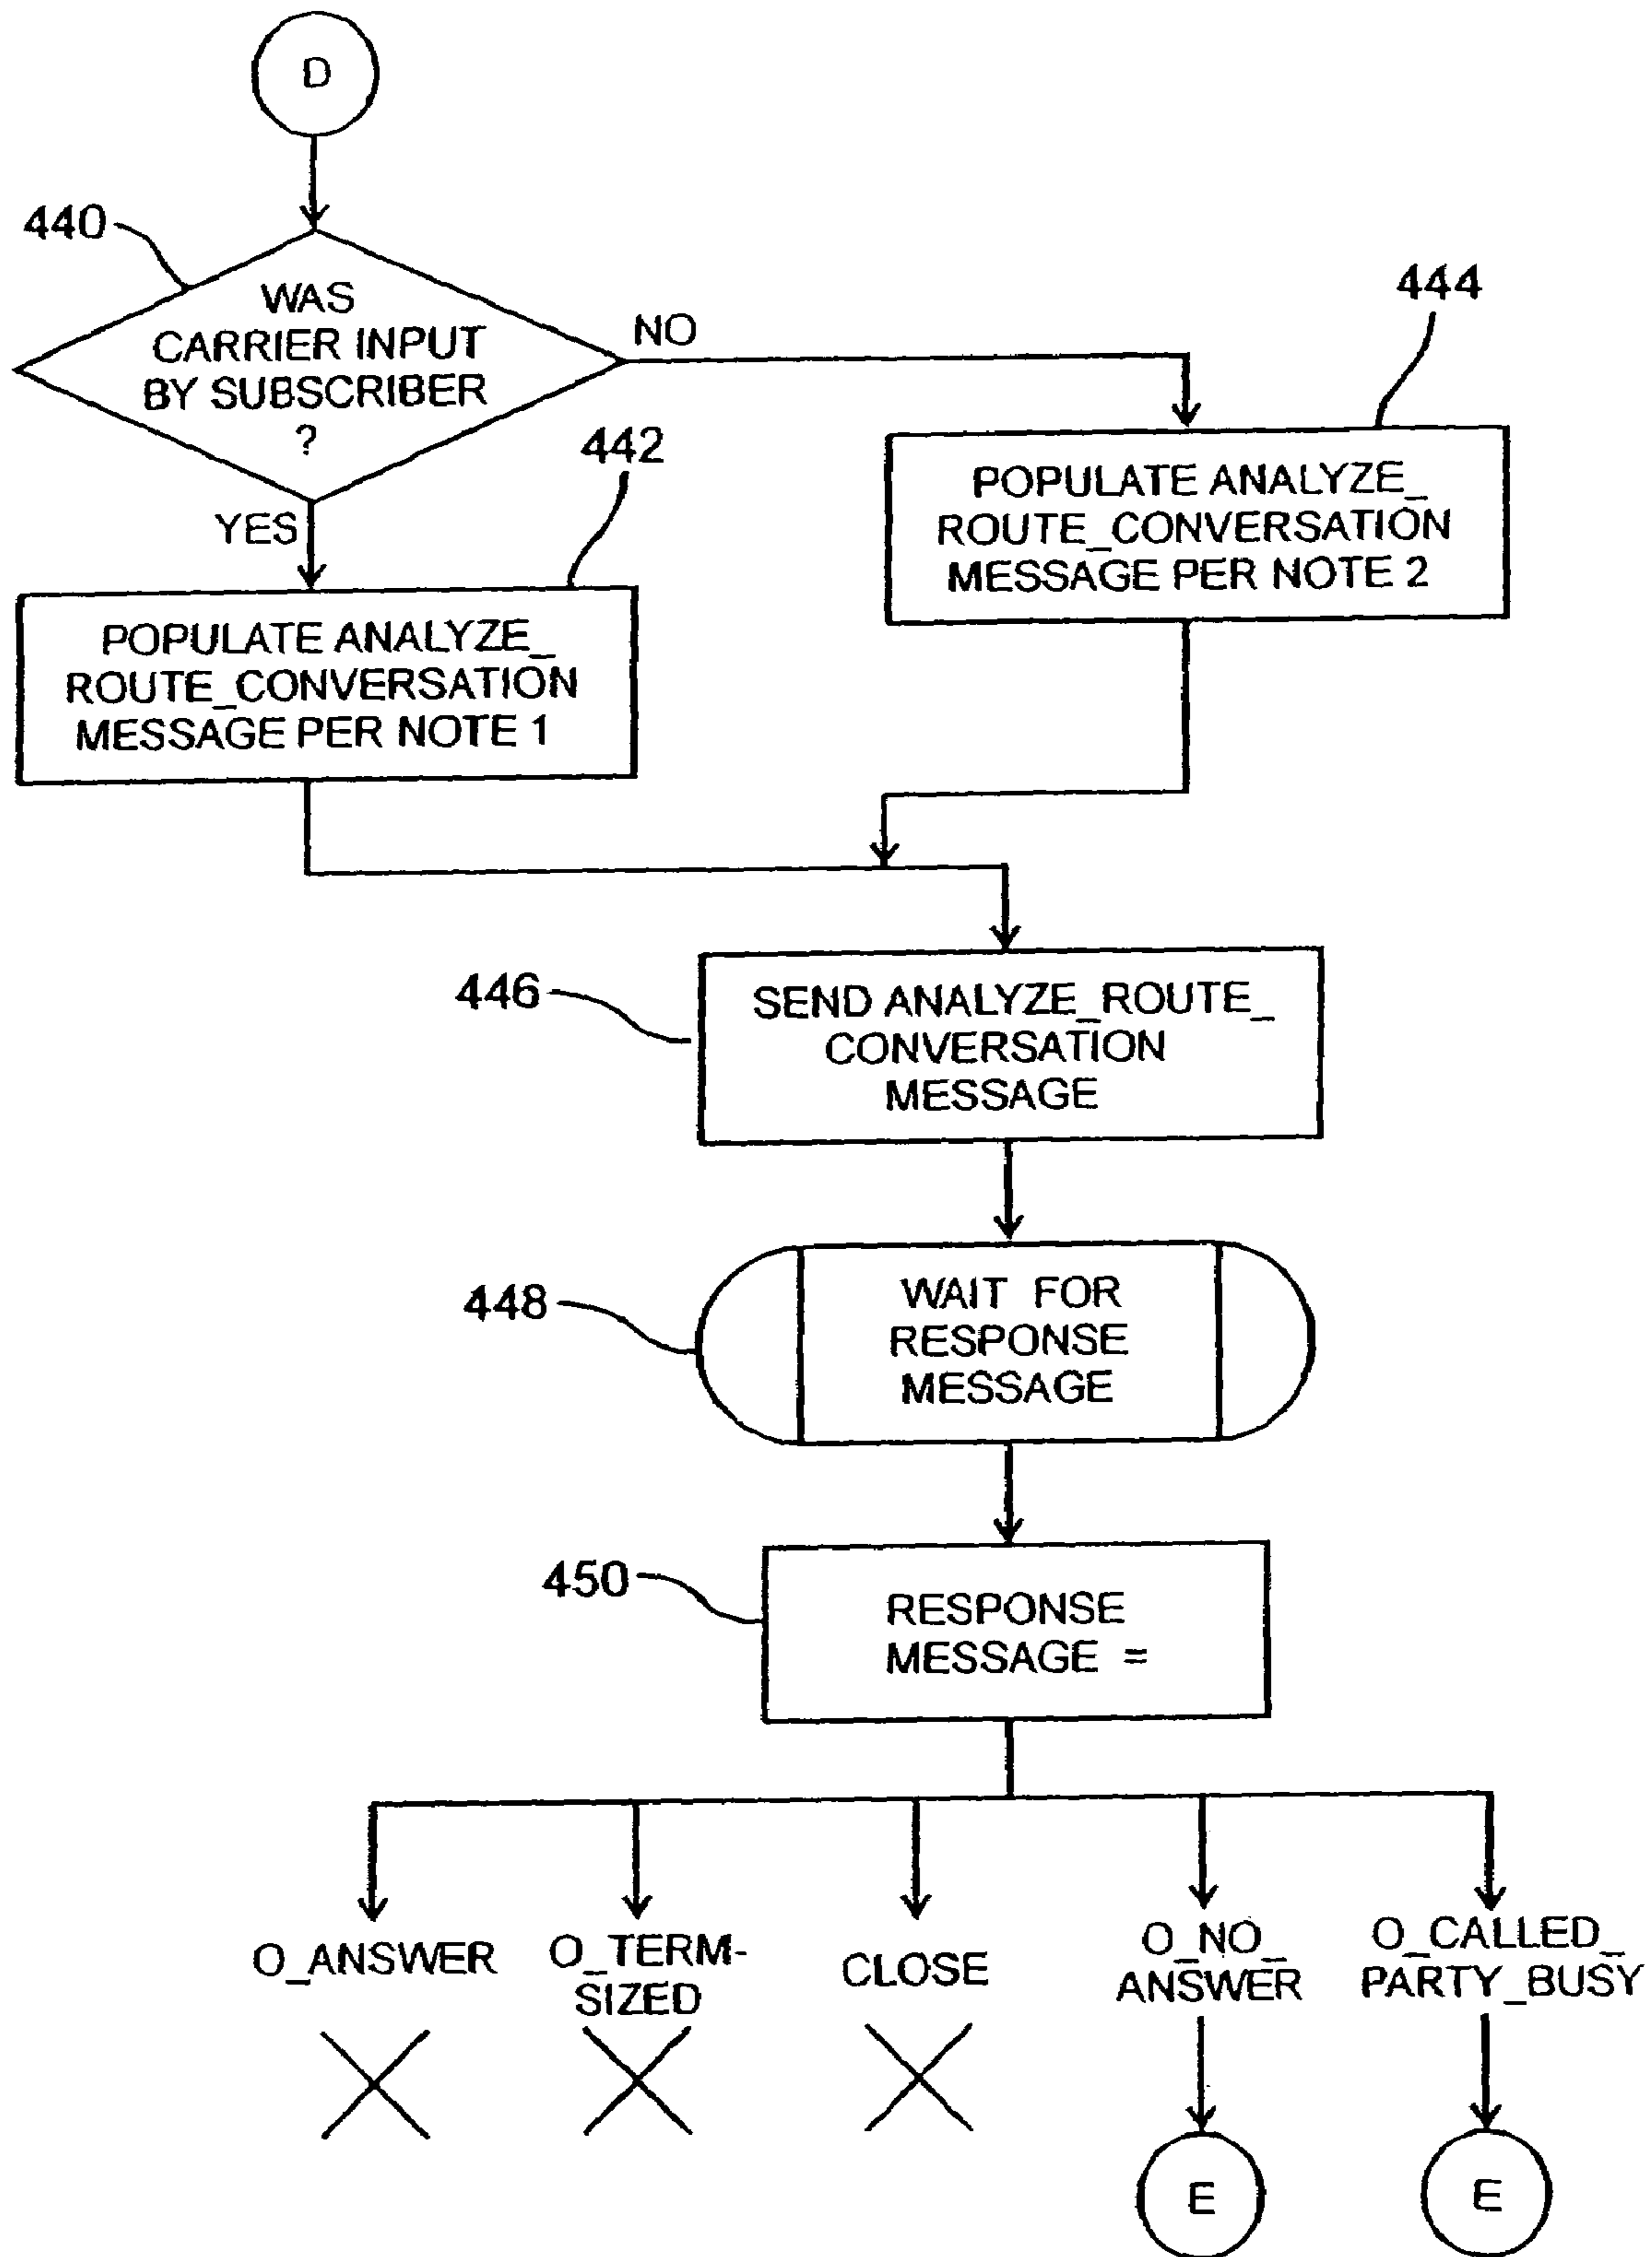 D
440
WAS
CARRIER INPUT
BY SUBSCRIBER
?
NO
YES
444
POPULATE ANALYZE_
ROUTE_CONVERSATION
MESSAGE PER NOTE 2
442
POPULATE ANALYZE_
ROUTE_CONVERSATION
MESSAGE PER NOTE 1
446
SEND ANALYZE_ROUTE_
CONVERSATION
MESSAGE
448
WAIT FOR
RESPONSE
MESSAGE
450
RESPONSE
MESSAGE =
O_ANSWER
O_TERM-
SIZED
CLOSE
O_NO_
ANSWER
O_CALLED_
PARTY_BUSY
E
E